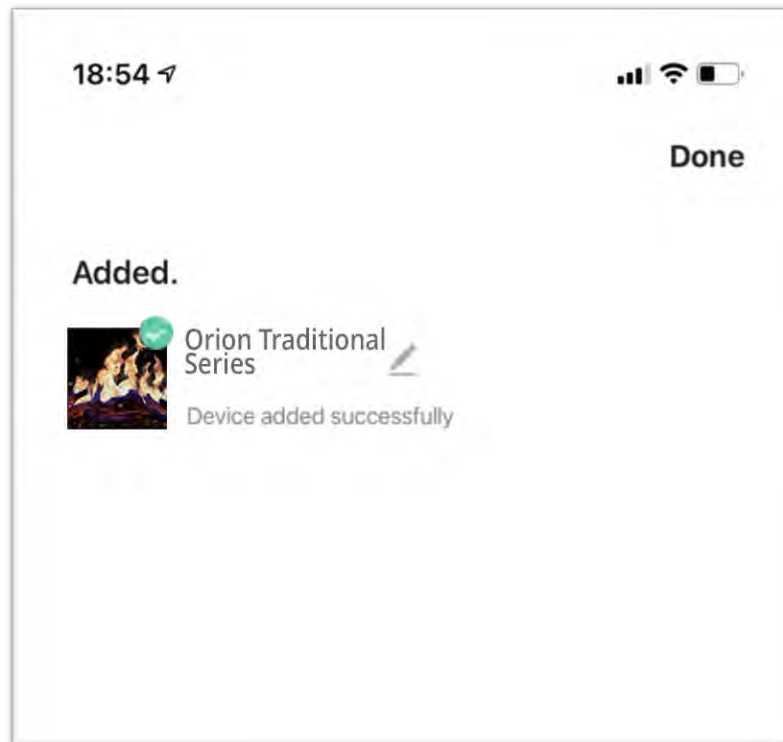 18:54
Done
Added.
Orion Traditional
Series
Device added successfully